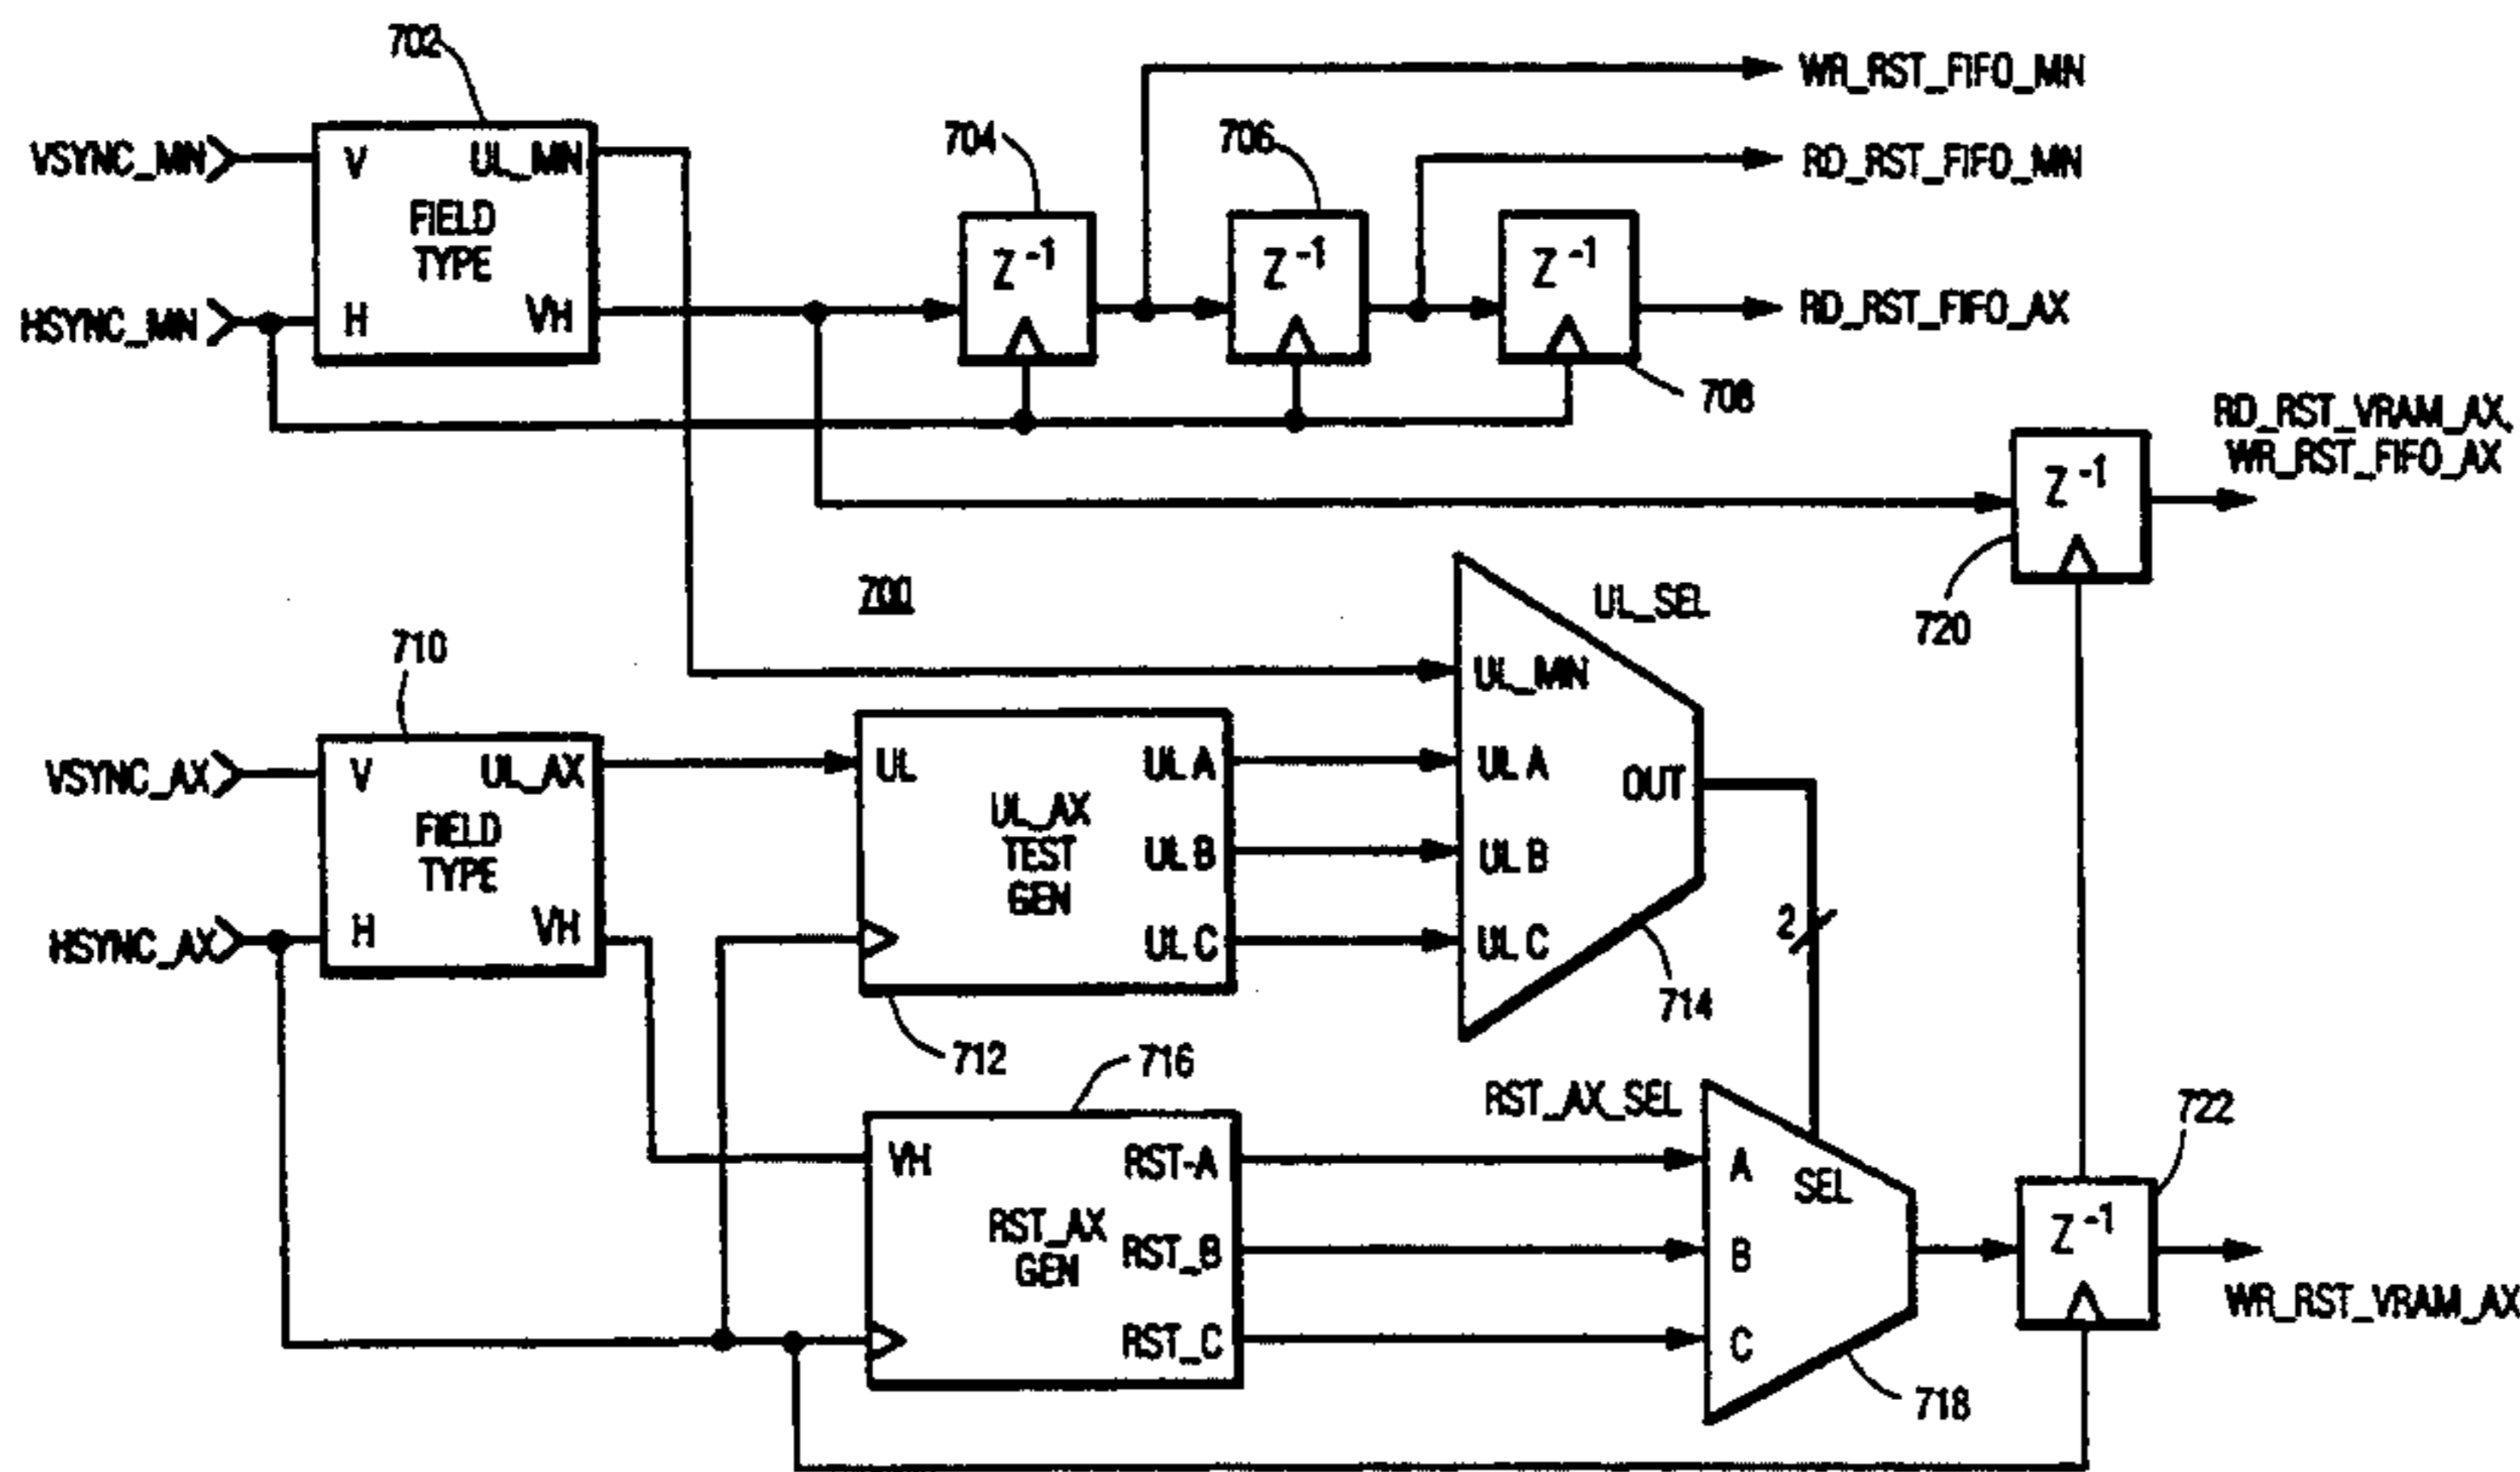 702
WR_RST_FIFO_MN
VSYNC_MN
V
UL_MN
704
706
RD_RST_FIFO_MN
FIELD
TYPE
Z-1
Z-1
Z-1
HSYNC_MN
H
VH
RD_RST_FIFO_AX
708
RD_RST_VRAM_AX,
WR_RST_FIFO_AX
Z-1
700
UL_SEL
720
710
UL_MN
VSYNC_AX
V
UL_AX
UL
UL A
UL A
OUT
FIELD
TYPE
UL_AX
TEST
GEN
UL B
UL B
HSYNC_AX
H
VH
UL C
UL C
2
714
712
716
RST_AX_SEL
722
VH
RST-A
A
SEL
RST_AX
GEN
RST_B
B
Z-1
WR_RST_VRAM_AX
RST_C
C
718